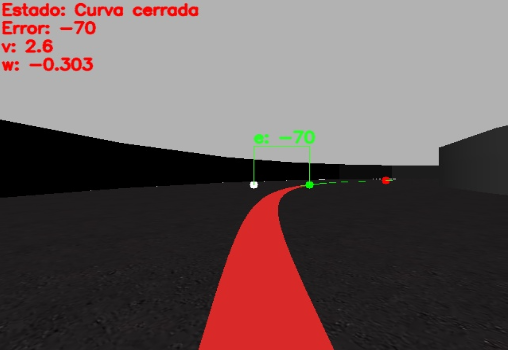 Estado: Curva cerrada
Error: -70
v: 2.6
w: -0.303
e: -70